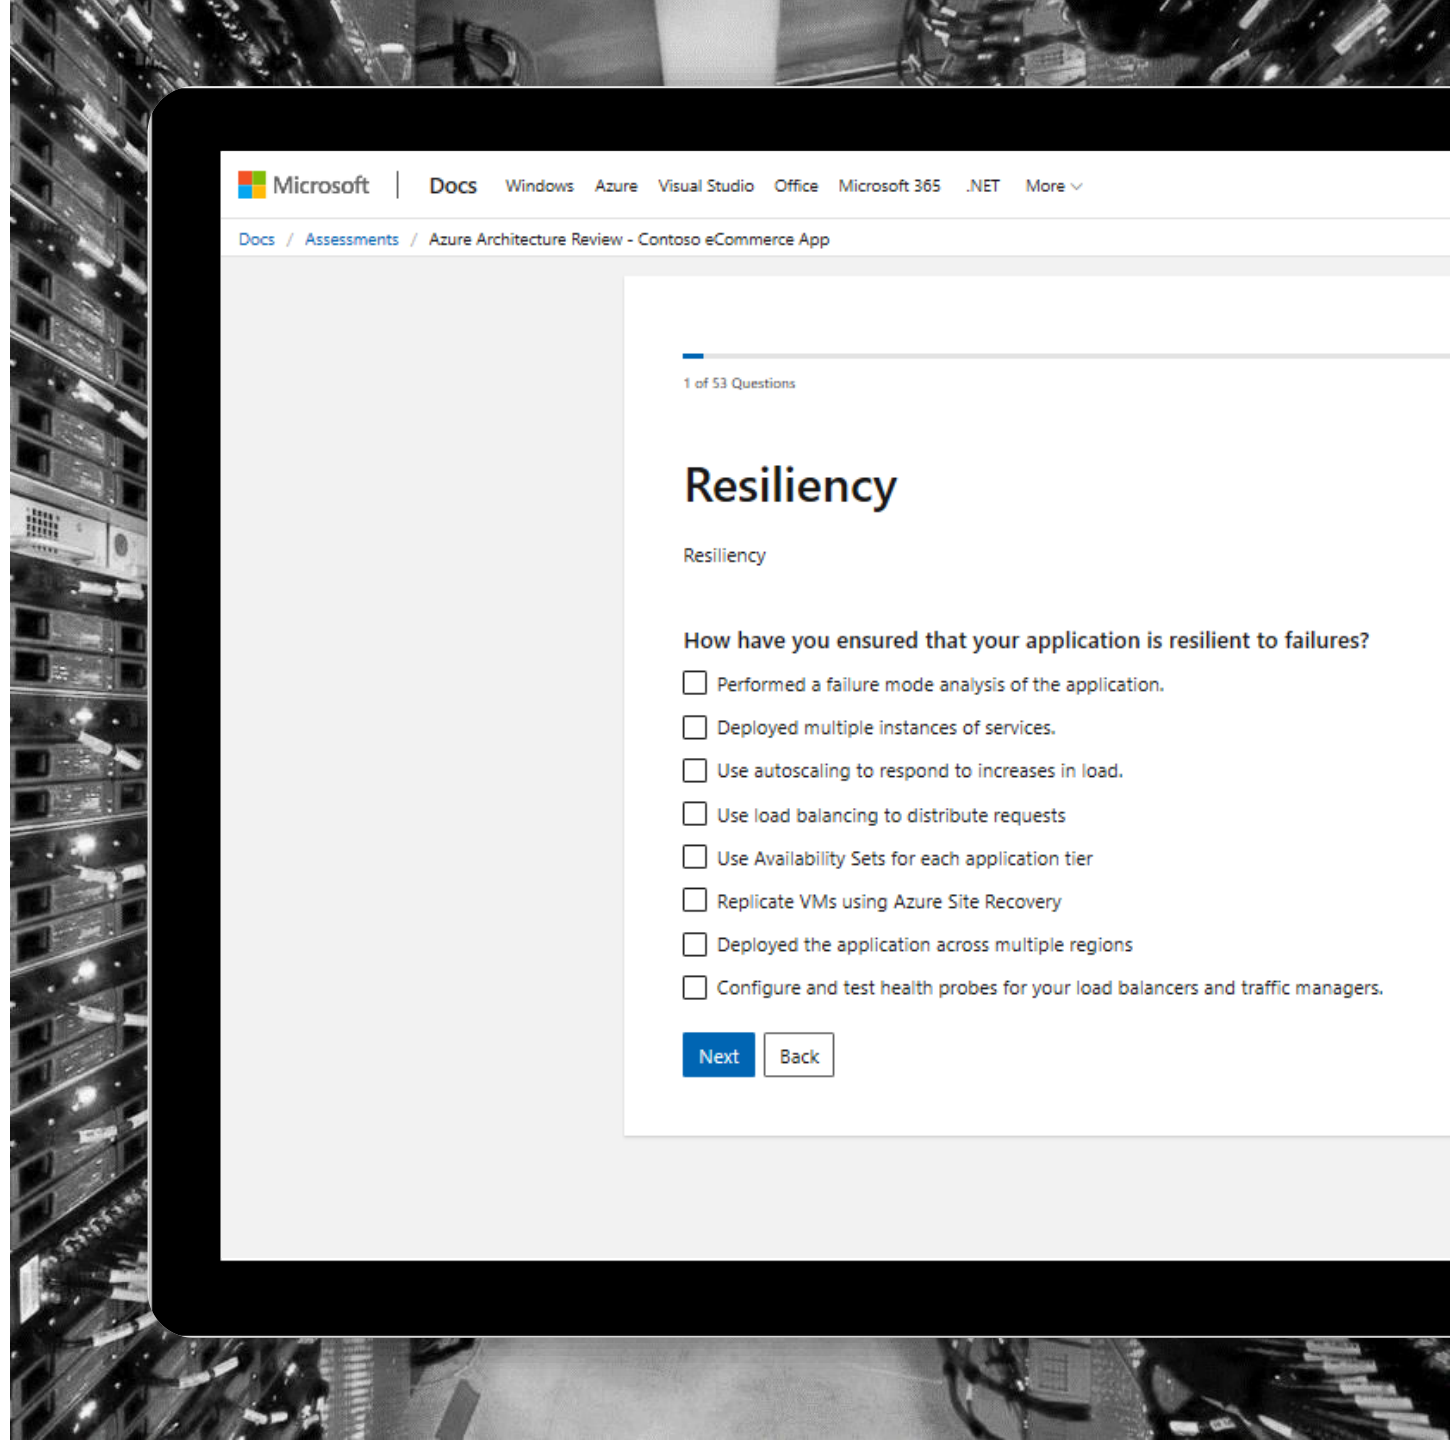 Microsoft | Docs Windows Azure Visual Studio Office Microsoft 365 .NET More
Docs / Assessments / Azure Architecture Review - Contoso eCommerce App
1 of 53 Questions
Resiliency
Resiliency
How have you ensured that your application is resilient to failures?
Performed a failure mode analysis of the application.
Deployed multiple instances of services.
Use autoscaling to respond to increases in load.
Use load balancing to distribute requests
Use Availability Sets for each application tier
Replicate VMs using Azure Site Recovery
Deployed the application across multiple regions
Configure and test health probes for your load balancers and traffic managers.
Next Back